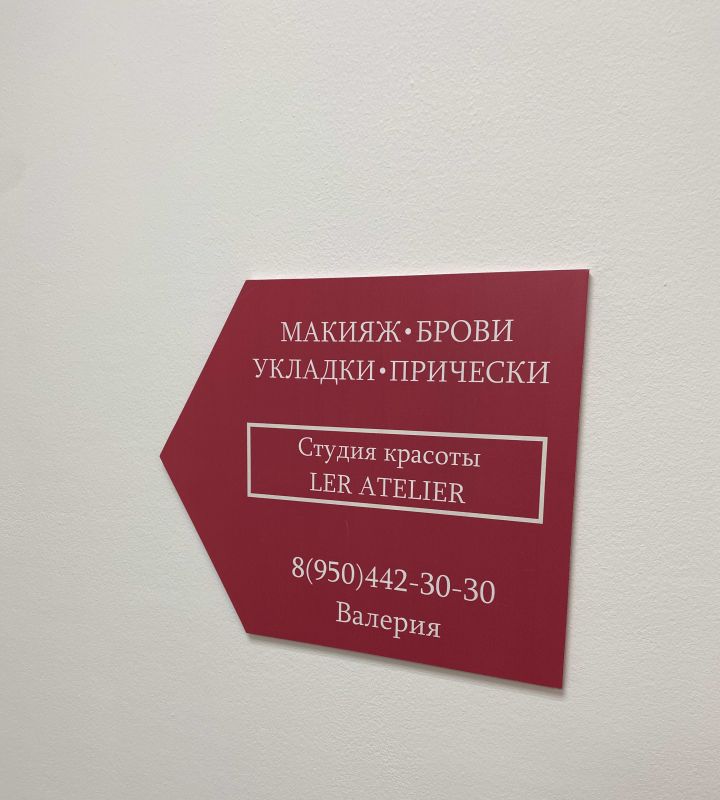 МАКИЯЖ•БРОВИ
УКЛАДКИ•ПРИЧЕСКИ
Студия красоты
LER ATELIER
8(950)442-30-30
Валерия